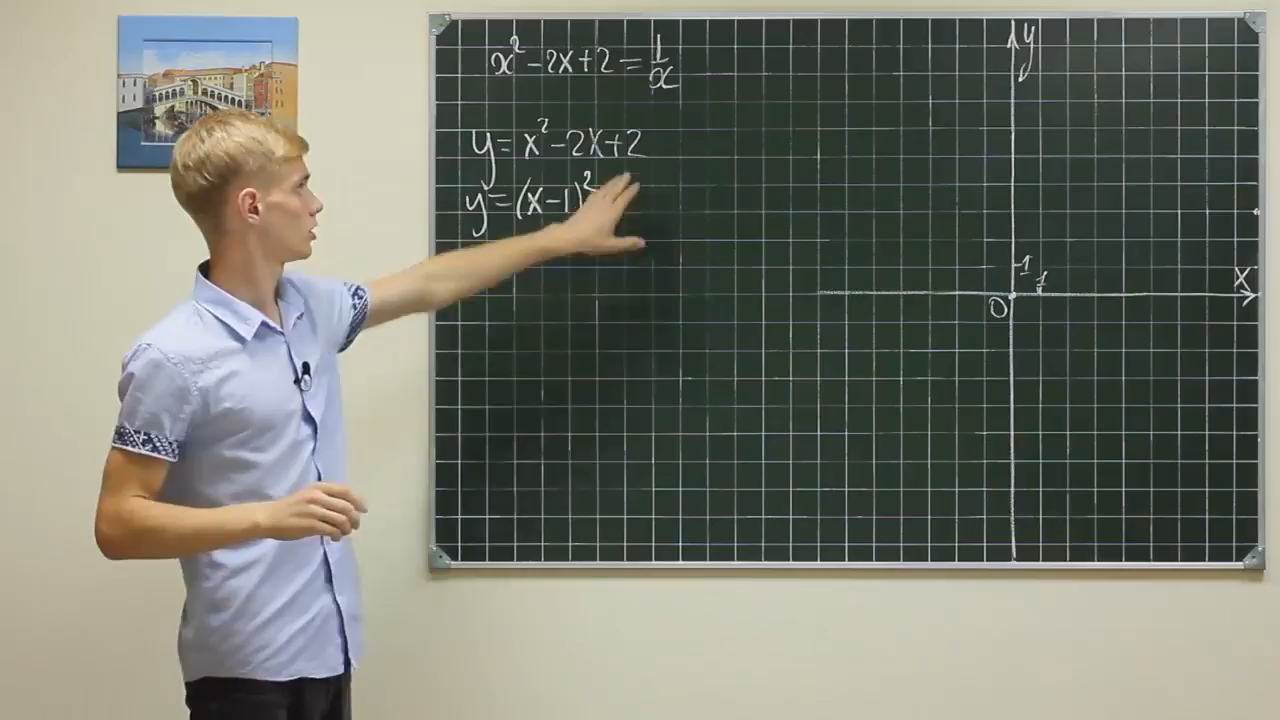 x² - 2x + 2 = 1/x
y = x² - 2x + 2
y = (x - 1)²
y
1
1
x
0